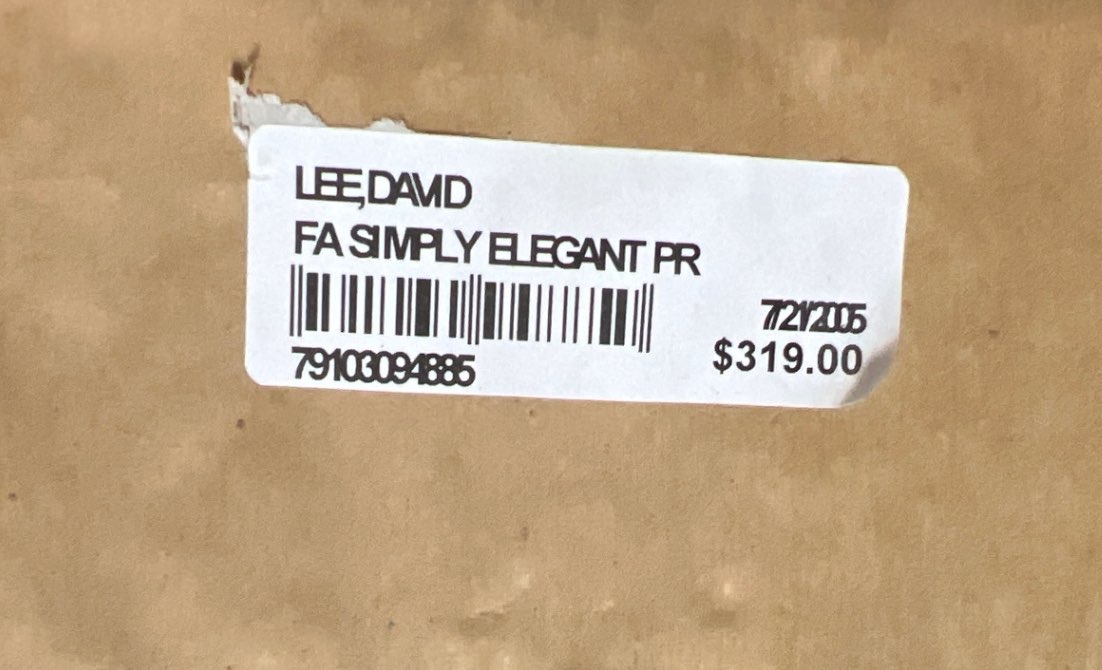 LEE,DAVID
FA SIMPLY ELEGANT PR
7/21/2005
79103094885
$319.00